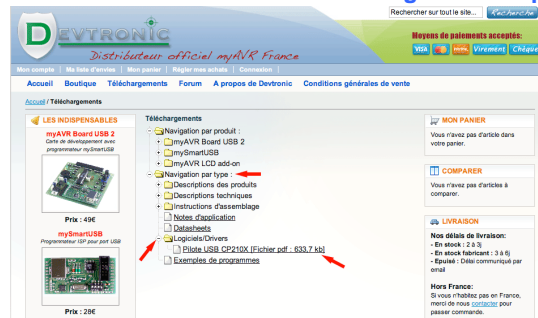 Rechercher sur tout le site...
Recherche
DEVTRONIC
Distributeur officiel myAVR France
Moyens de paiements acceptés:
VISA
Virement
Chèque
Mon compte | Ma liste d'envies | Mon panier | Régler mes achats | Connexion |
Accueil Boutique Téléchargements Forum A propos de Devtronic Conditions générales de vente
Accueil / Téléchargements
LES INDISPENSABLES
myAVR Board USB 2
Carte de développement avec
programmateur mySmartUSB
Prix : 49€
mySmartUSB
Programmateur ISP pour port USB
Prix : 28€
Téléchargements
Navigation par produit :
myAVR Board USB 2
mySmartUSB
myAVR LCD add-on
Navigation par type :
Descriptions des produits
Descriptions techniques
Instructions d'assemblage
Notes d'application
Datasheets
Logiciels/Drivers
Pilote USB CP210X [Fichier pdf : 633.7 kb]
Exemples de programmes
MON PANIER
Vous n'avez pas d'article dans
votre panier.
COMPARER
Vous n'avez pas d'articles à
comparer.
LIVRAISON
Nos délais de livraison:
- En stock : 2 à 3j
- En stock fabricant : 3 à 6j
- Epuisé : Délai communiqué par
email
Hors France:
Si vous n'habitez pas en France,
merci de nous contacter pour
passer commande.